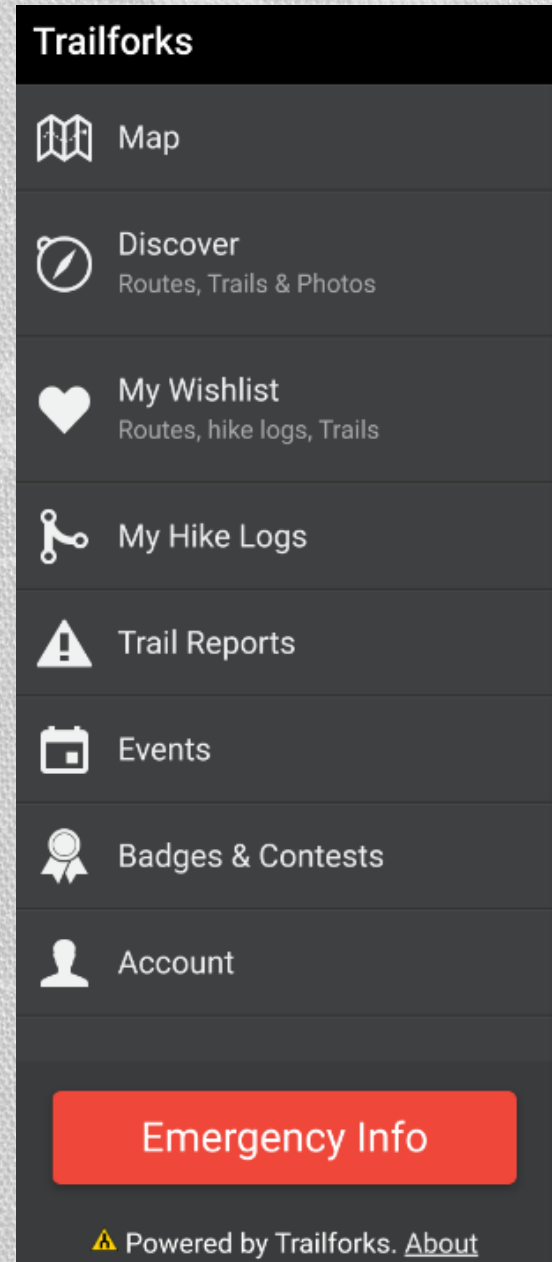 Trailforks
Map
Discover
Routes, Trails & Photos
My Wishlist
Routes, hike logs, Trails
My Hike Logs
Trail Reports
Events
Badges & Contests
Account
Emergency Info
Powered by Trailforks. About